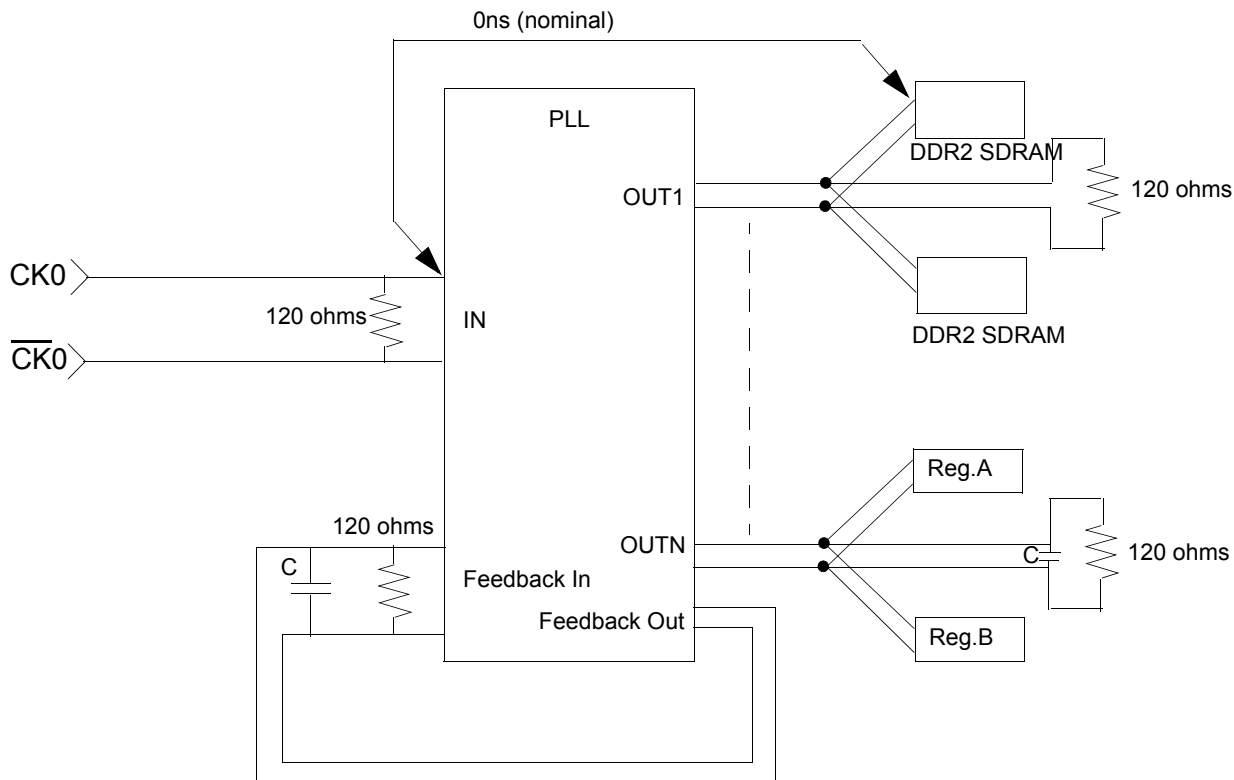 0ns (nominal)
PLL
DDR2 SDRAM
OUT1
120 ohms
CK0
120 ohms
IN
C̅K̅0
DDR2 SDRAM
Reg.A
120 ohms
OUTN
C
120 ohms
C
Feedback In
Feedback Out
Reg.B